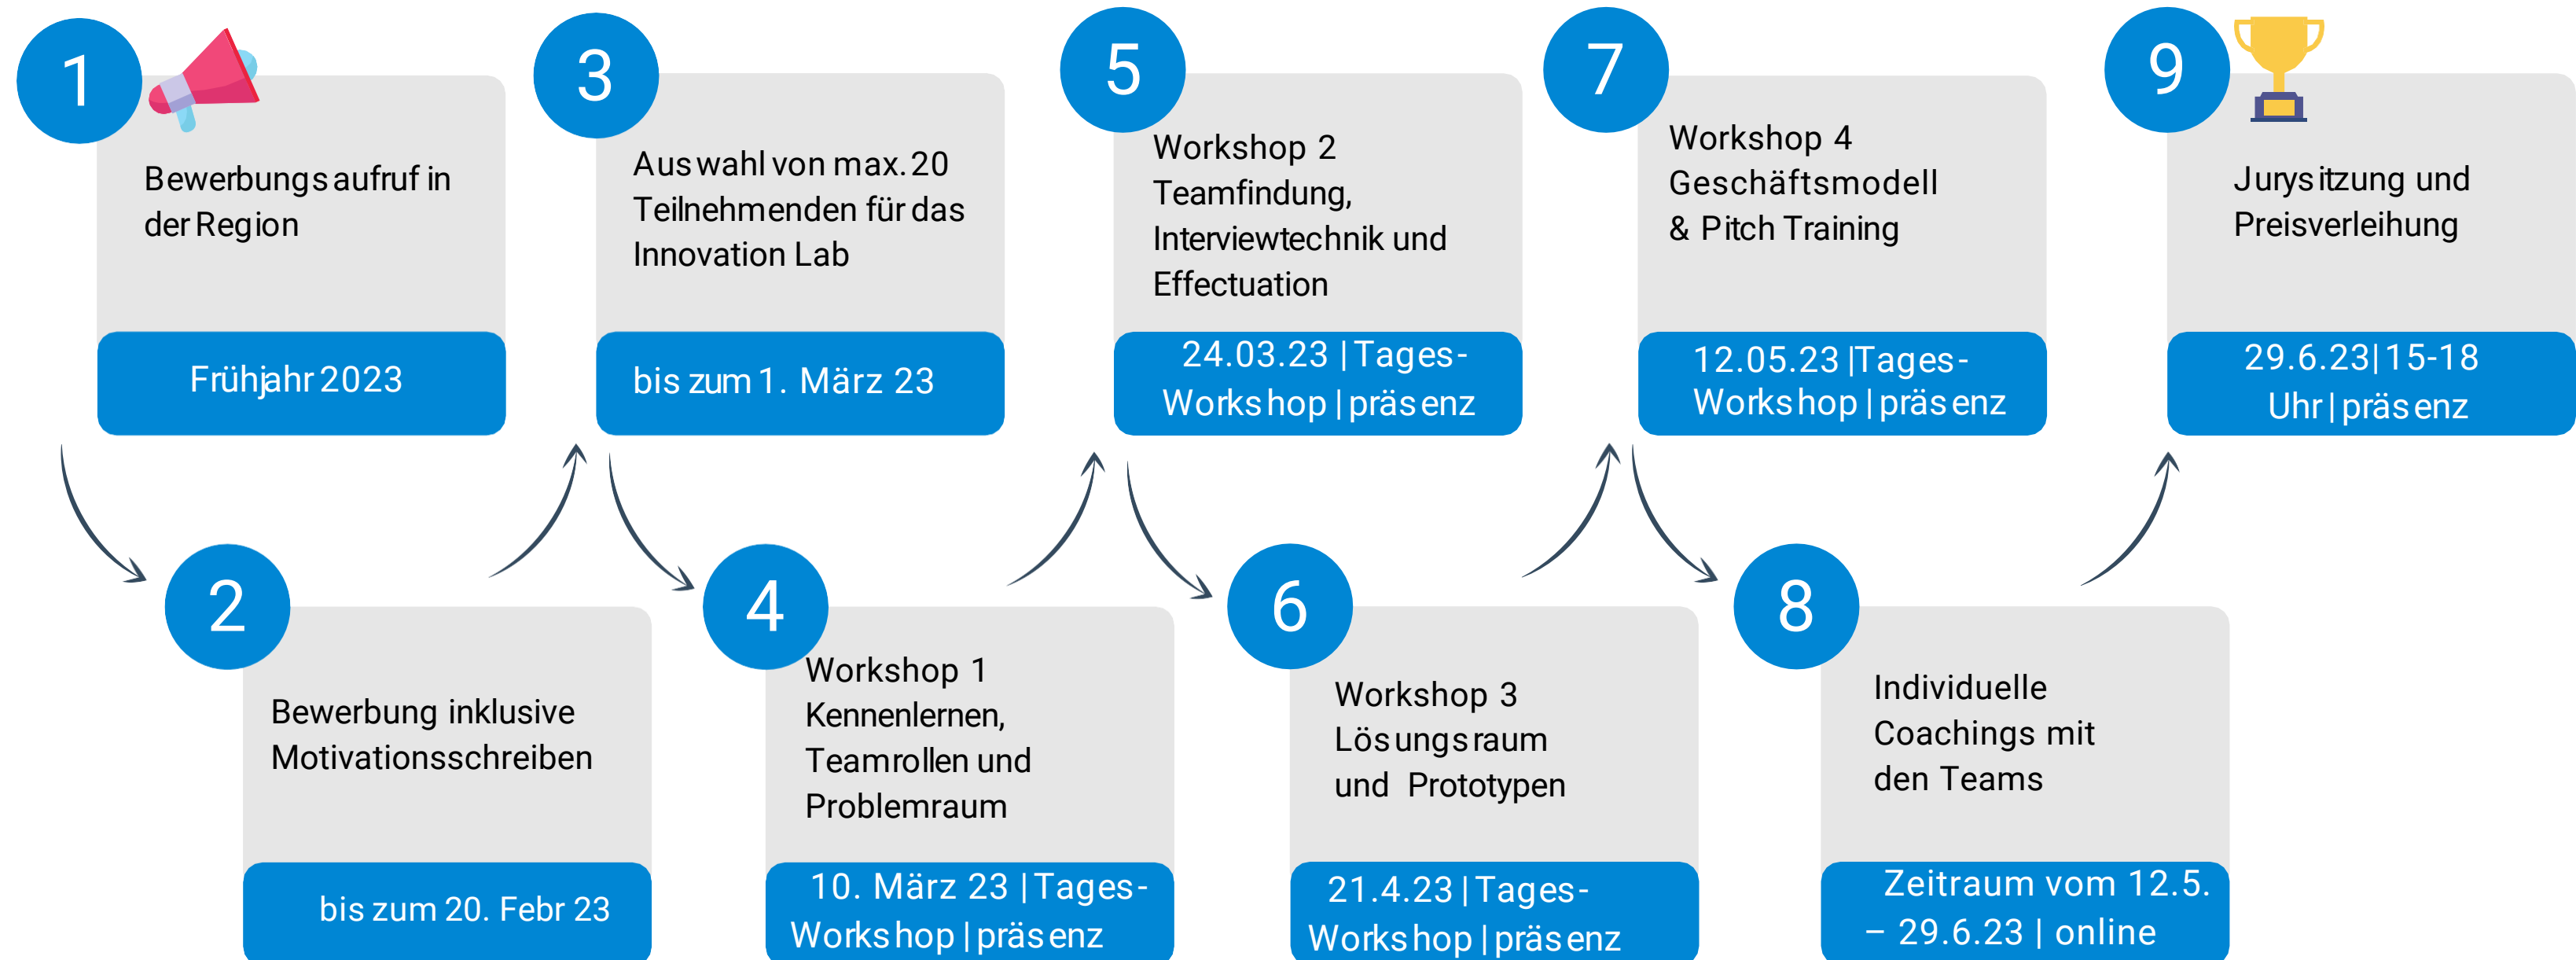 1
Bewerbungsaufruf in
der Region
Frühjahr 2023
2
Bewerbung inklusive
Motivationsschreiben
bis zum 20. Febr 23
3
Auswahl von max. 20
Teilnehmenden für das
Innovation Lab
bis zum 1. März 23
4
Workshop 1
Kennenlernen,
Teamrollen und
Problemraum
10. März 23 | Tages-
Workshop | präsenz
5
Workshop 2
Teamfindung,
Interviewtechnik und
Effectuation
24.03.23 | Tages-
Workshop | präsenz
6
Workshop 3
Lösungsraum
und Prototypen
21.4.23 | Tages-
Workshop | präsenz
7
Workshop 4
Geschäftsmodell
& Pitch Training
12.05.23 |Tages-
Workshop | präsenz
8
Individuelle
Coachings mit
den Teams
Zeitraum vom 12.5.
– 29.6.23 | online
9
Jurysitzung und
Preisverleihung
29.6.23| 15-18
Uhr | präsenz